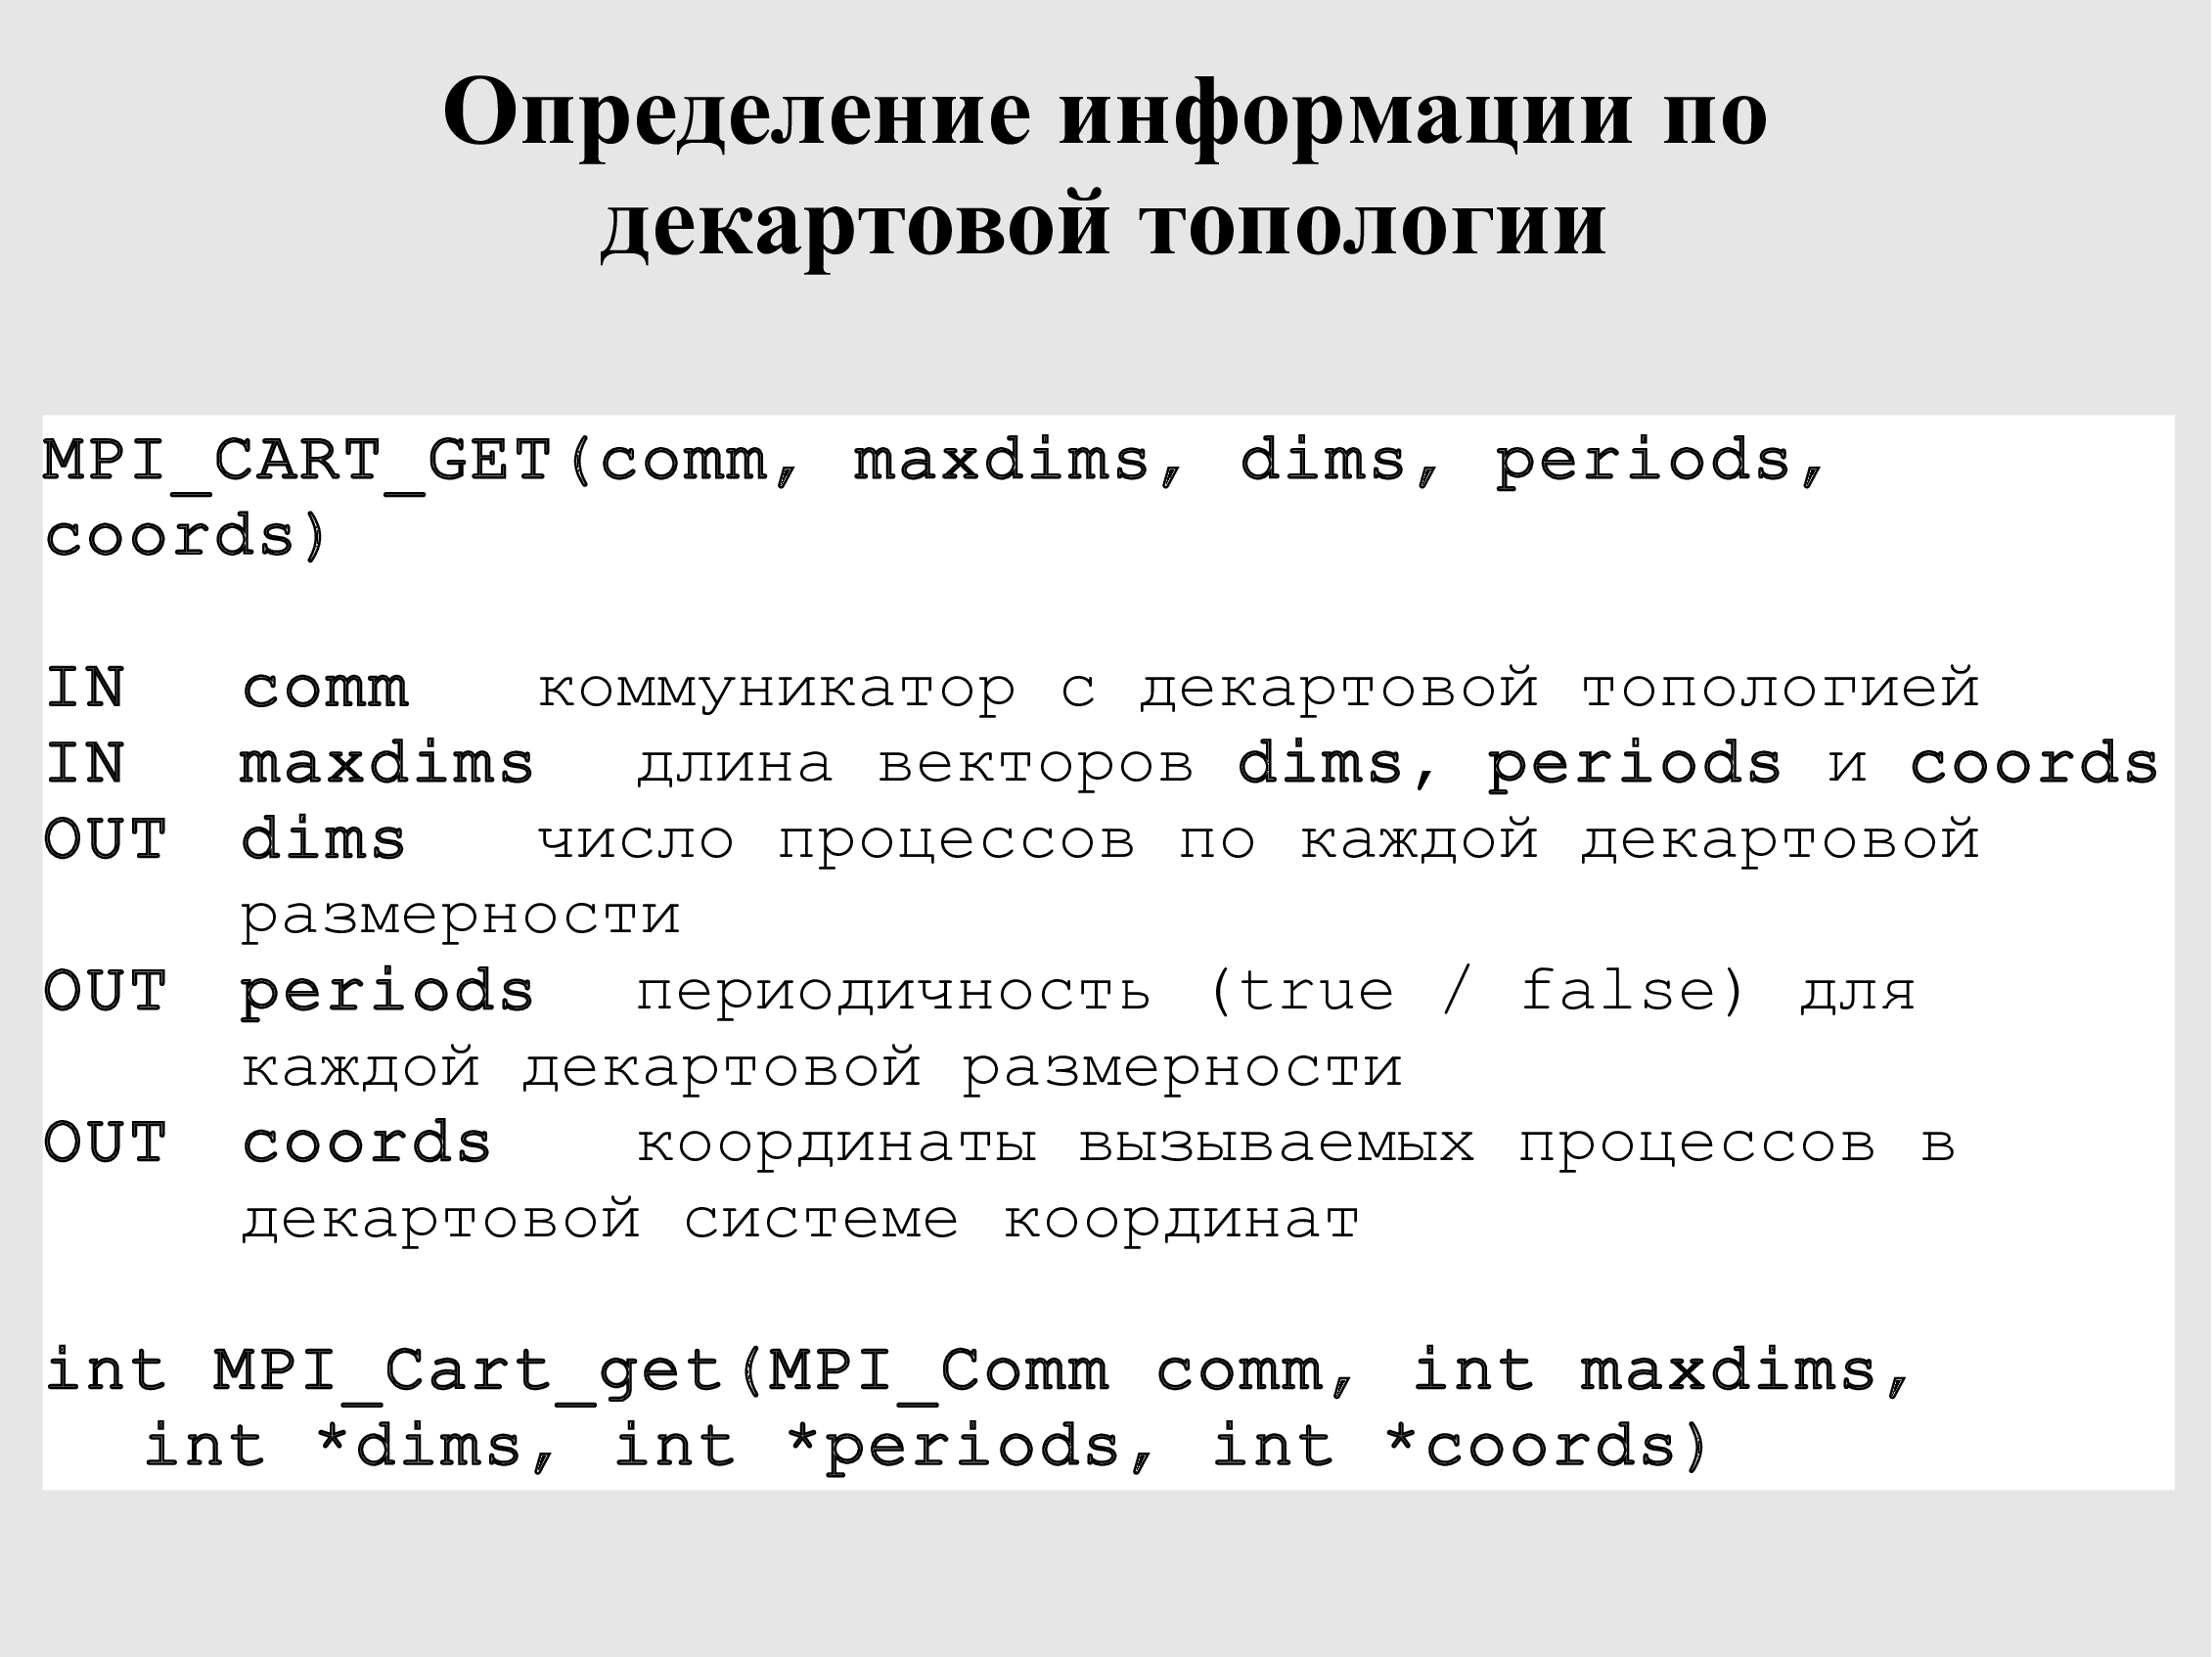 Определение информации по
декартовой топологии
MPI_CART_GET(comm, maxdims, dims, periods,
coords)
IN comm коммуникатор с декартовой топологией
IN maxdims длина векторов dims, periods и coords
OUT dims число процессов по каждой декартовой
размерности
OUT periods периодичность (true / false) для
каждой декартовой размерности
OUT coords координаты вызываемых процессов в
декартовой системе координат
int MPI_Cart_get(MPI_Comm comm, int maxdims,
int *dims, int *periods, int *coords)